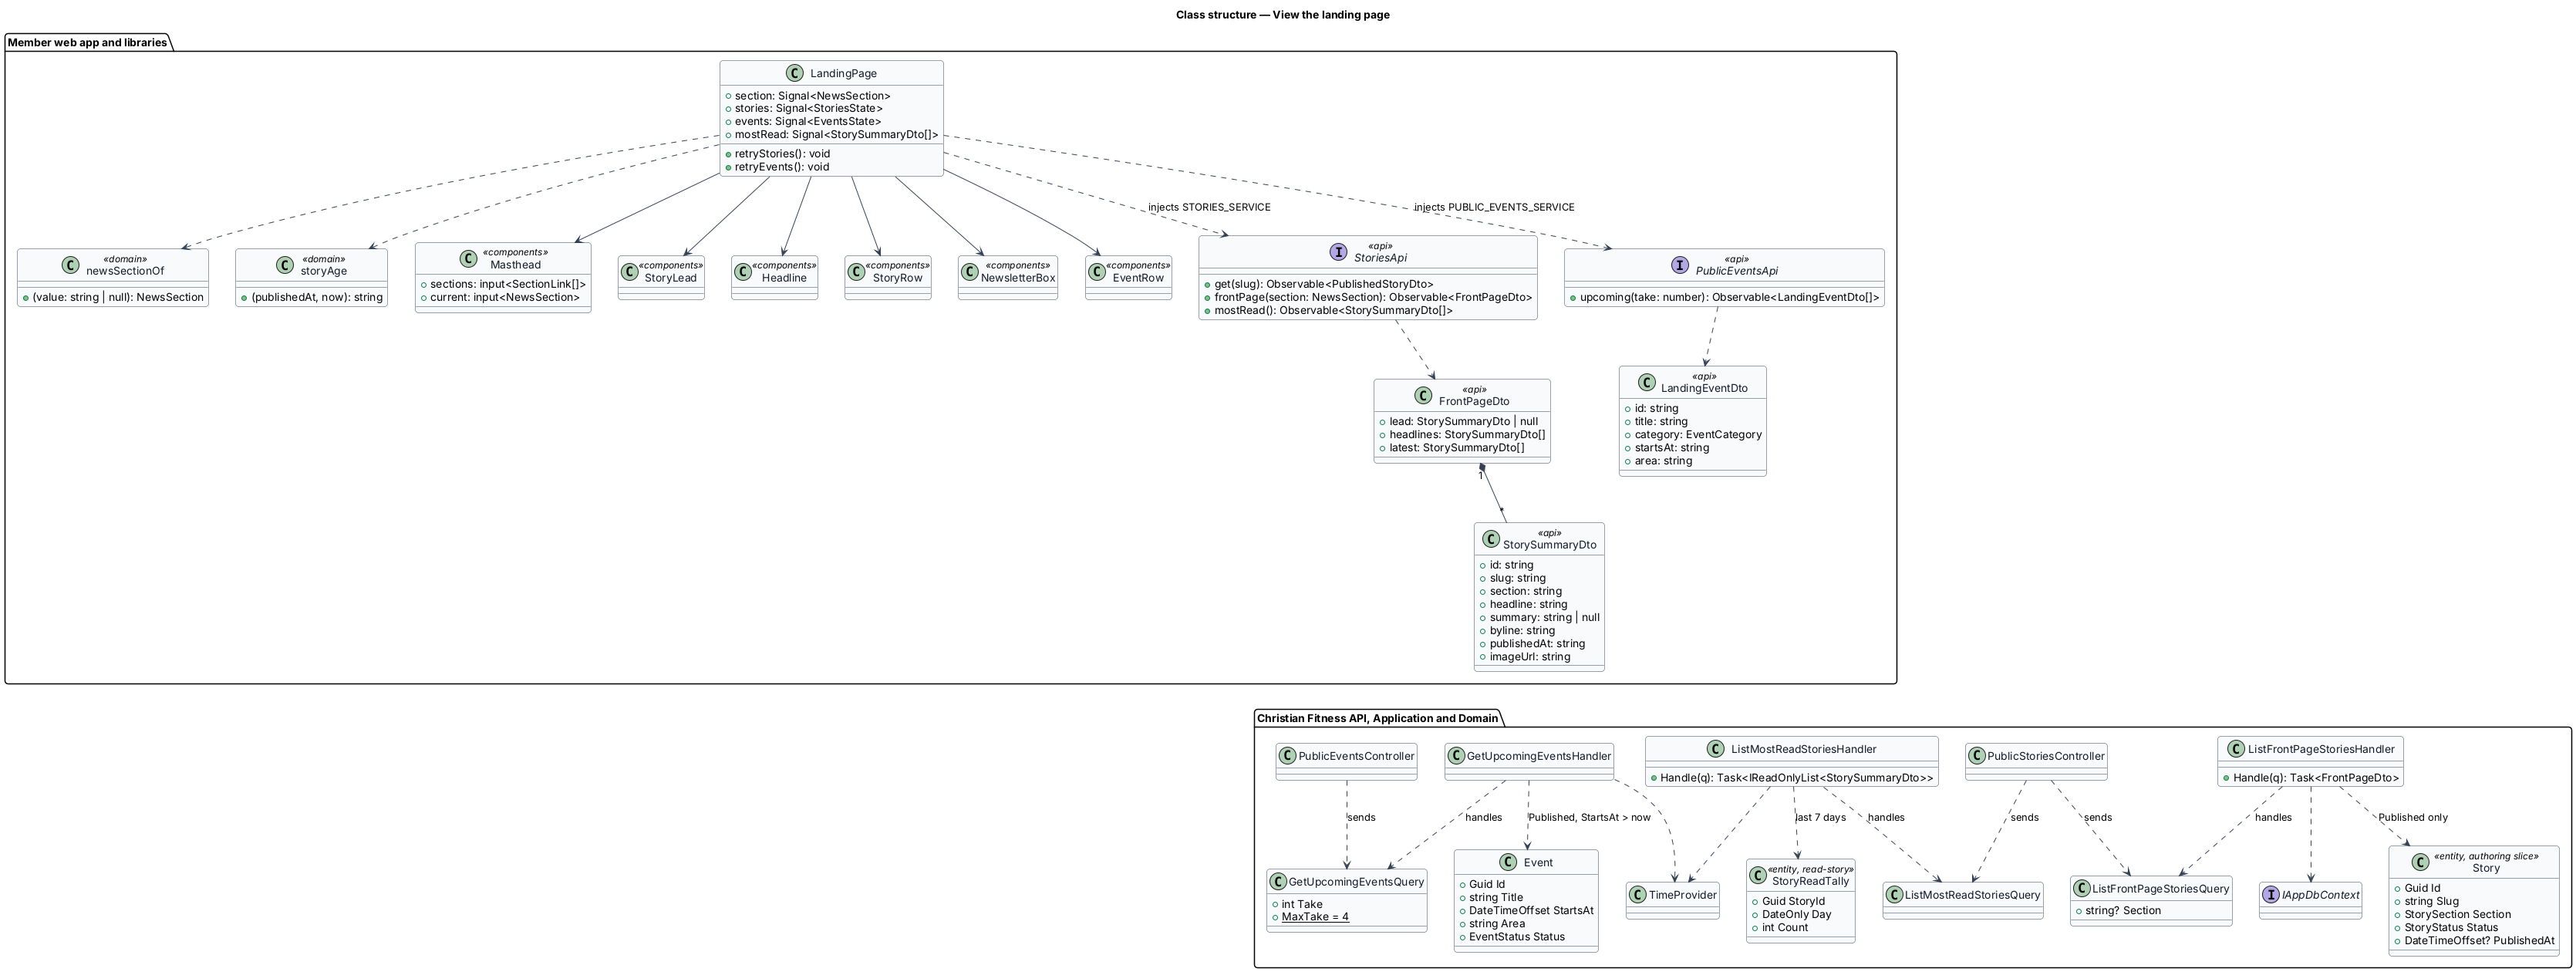 Class structure — View the landing page
Member web app and libraries
C LandingPage
section: Signal<NewsSection>
stories: Signal<StoriesState>
events: Signal<EventsState>
mostRead: Signal<StorySummaryDto[]>
retryStories(): void
retryEvents(): void
injects STORIES_SERVICE
injects PUBLIC_EVENTS_SERVICE
«domain»
C newsSectionOf
(value: string | null): NewsSection
«domain»
C storyAge
(publishedAt, now): string
«components»
C Masthead
sections: input<SectionLink[]>
current: input<NewsSection>
«components»
C StoryLead
«components»
C Headline
«components»
C StoryRow
«components»
C NewsletterBox
«components»
C EventRow
«api»
I StoriesApi
get(slug): Observable<PublishedStoryDto>
frontPage(section: NewsSection): Observable<FrontPageDto>
mostRead(): Observable<StorySummaryDto[]>
«api»
I PublicEventsApi
upcoming(take: number): Observable<LandingEventDto[]>
«api»
C FrontPageDto
lead: StorySummaryDto | null
headlines: StorySummaryDto[]
latest: StorySummaryDto[]
«api»
C LandingEventDto
id: string
title: string
category: EventCategory
startsAt: string
area: string
1
*
«api»
C StorySummaryDto
id: string
slug: string
section: string
headline: string
summary: string | null
byline: string
publishedAt: string
imageUrl: string
Christian Fitness API, Application and Domain
C PublicEventsController
C GetUpcomingEventsHandler
C ListMostReadStoriesHandler
Handle(q): Task<IReadOnlyList<StorySummaryDto>>
C PublicStoriesController
C ListFrontPageStoriesHandler
Handle(q): Task<FrontPageDto>
sends
handles
Published, StartsAt > now
last 7 days
handles
sends
sends
handles
Published only
C GetUpcomingEventsQuery
int Take
MaxTake = 4
C Event
Guid Id
string Title
DateTimeOffset StartsAt
string Area
EventStatus Status
C TimeProvider
«entity, read-story»
C StoryReadTally
Guid StoryId
DateOnly Day
int Count
C ListMostReadStoriesQuery
C ListFrontPageStoriesQuery
string? Section
I IAppDbContext
«entity, authoring slice»
C Story
Guid Id
string Slug
StorySection Section
StoryStatus Status
DateTimeOffset? PublishedAt